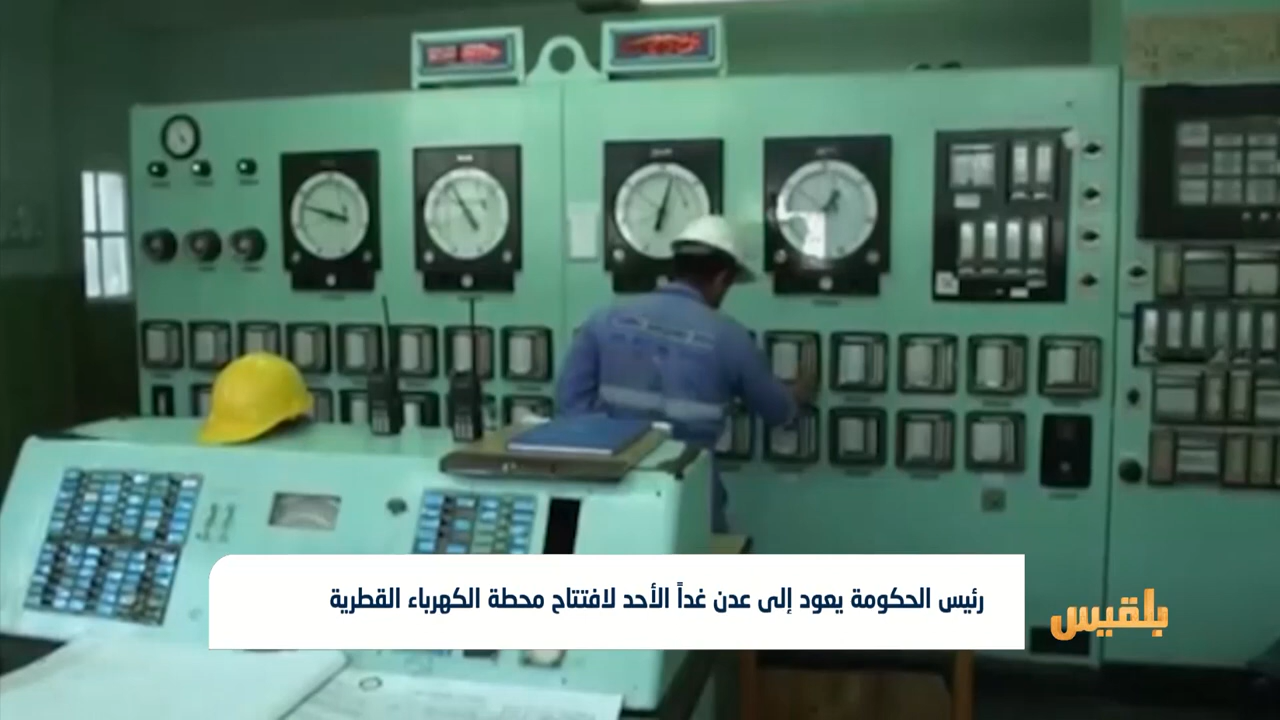 رئيس الحكومة يعود إلى عدن غداً الأحد لافتتاح محطة الكهرباء القطرية
بلقيس